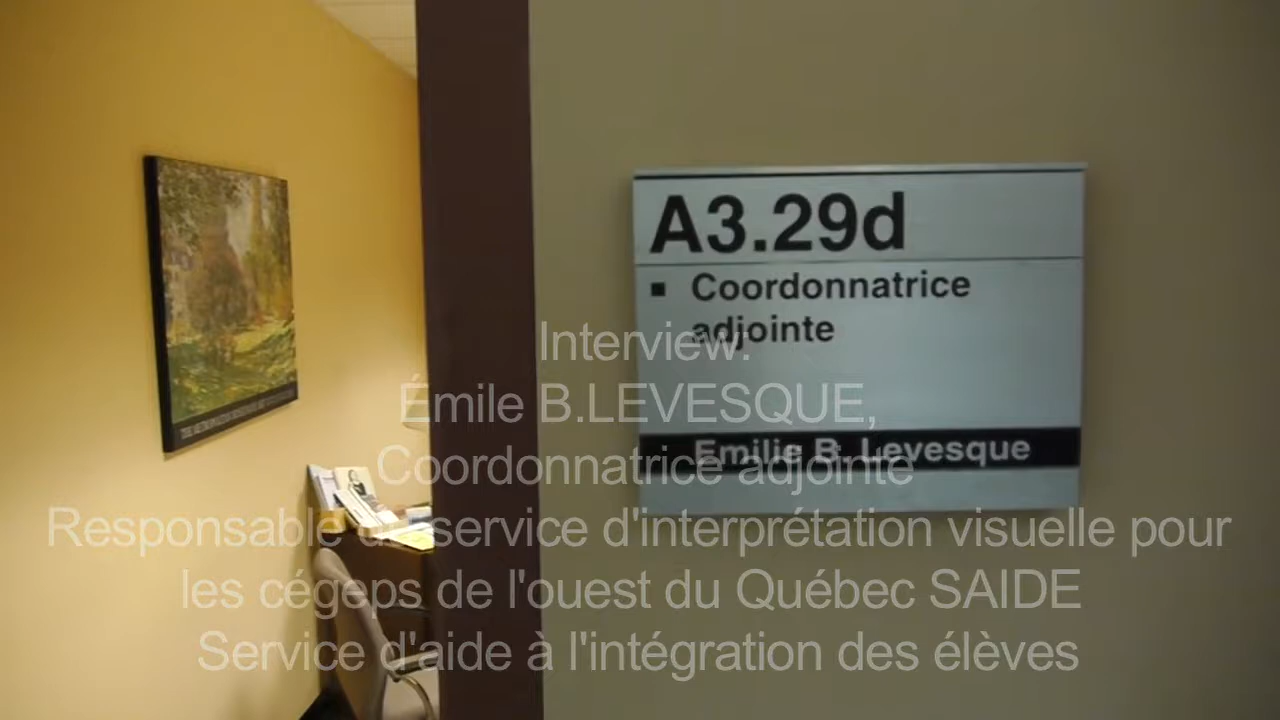 A3.29d
▪ Coordonnatrice
adjointe
Emilie B. Levesque
Interview:
Émile B.LEVESQUE,
Coordonnatrice adjointe
Responsable du service d'interprétation visuelle pour
les cégeps de l'ouest du Québec SAIDE
Service d'aide à l'intégration des élèves